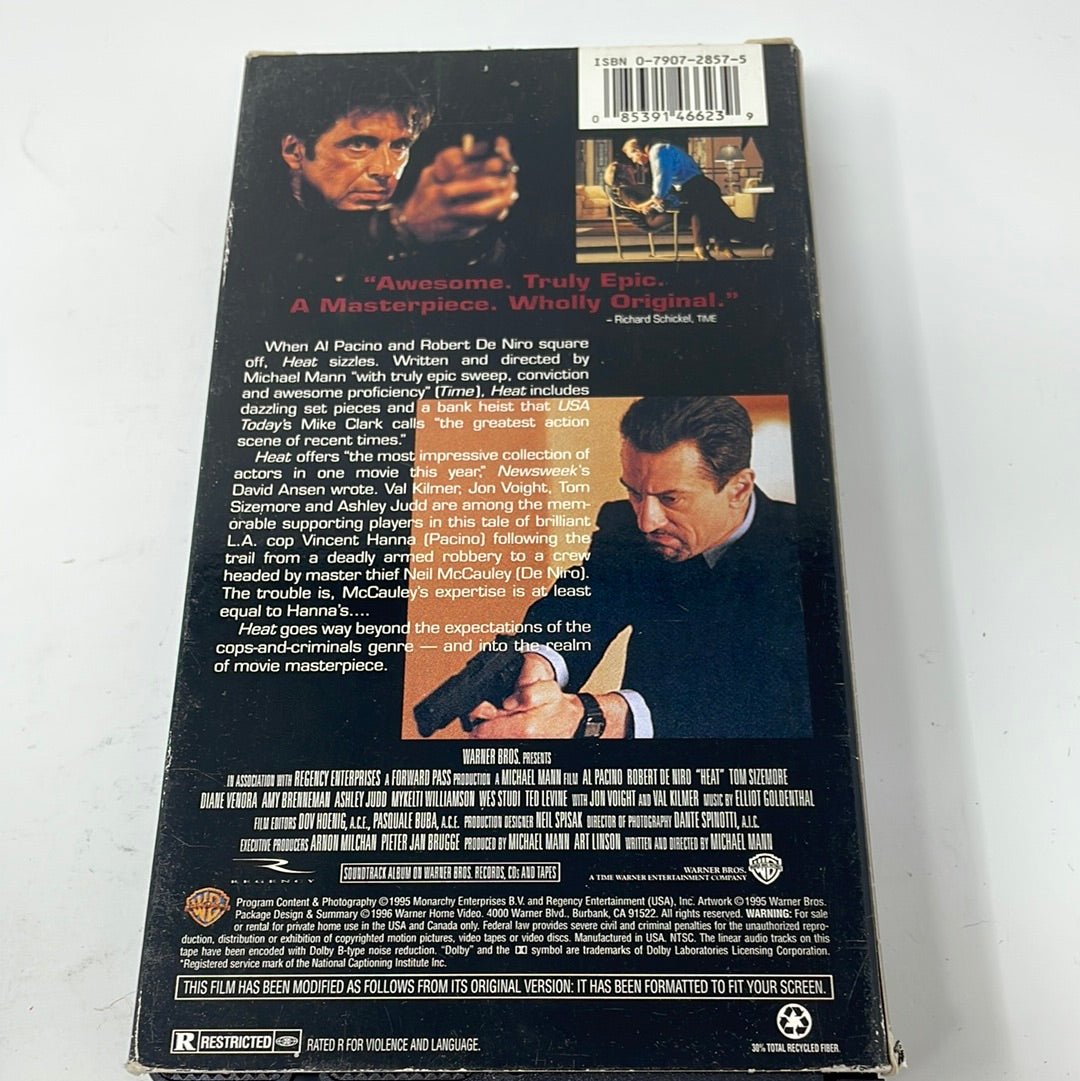 ISBN 0-7907-2857-5
0 85391 46623 9
“Awesome. Truly Epic.
A Masterpiece. Wholly Original.”
– Richard Schickel, TIME
When Al Pacino and Robert De Niro square
off, Heat sizzles. Written and directed by
Michael Mann “with truly epic sweep, conviction
and awesome proficiency” (Time), Heat includes
dazzling set pieces and a bank heist that USA
Today's Mike Clark calls “the greatest action
scene of recent times.”
Heat offers “the most impressive collection of
actors in one movie this year,” Newsweek's
David Ansen wrote. Val Kilmer, Jon Voight, Tom
Sizemore and Ashley Judd are among the mem-
orable supporting players in this tale of brilliant
L.A. cop Vincent Hanna (Pacino) following the
trail from a deadly armed robbery to a crew
headed by master thief Neil McCauley (De Niro).
The trouble is, McCauley's expertise is at least
equal to Hanna's....
Heat goes way beyond the expectations of the
cops-and-criminals genre — and into the realm
of movie masterpiece.
WARNER BROS. PRESENTS
IN ASSOCIATION WITH REGENCY ENTERPRISES A FORWARD PASS PRODUCTION A MICHAEL MANN FILM AL PACINO ROBERT DE NIRO "HEAT" TOM SIZEMORE
DIANE VENORA AMY BRENNEMAN ASHLEY JUDD MYKELTI WILLIAMSON WES STUDI TED LEVINE WITH JON VOIGHT AND VAL KILMER MUSIC BY ELLIOT GOLDENTHAL
FILM EDITORS DOV HOENIG, A.C.E., PASQUALE BUBA, A.C.E. PRODUCTION DESIGNER NEIL SPISAK DIRECTOR OF PHOTOGRAPHY DANTE SPINOTTI, A.I.C.
EXECUTIVE PRODUCERS ARNON MILCHAN PIETER JAN BRUGGE PRODUCED BY MICHAEL MANN ART LINSON WRITTEN AND DIRECTED BY MICHAEL MANN
REGENCY
SOUNDTRACK ALBUM ON WARNER BROS. RECORDS, CDs AND TAPES
WARNER BROS.
A TIME WARNER ENTERTAINMENT COMPANY
Program Content & Photography ©1995 Monarchy Enterprises B.V. and Regency Entertainment (USA), Inc. Artwork ©1995 Warner Bros.
Package Design & Summary ©1996 Warner Home Video. 4000 Warner Blvd., Burbank, CA 91522. All rights reserved. WARNING: For sale
or rental for private home use in the USA and Canada only. Federal law provides severe civil and criminal penalties for the unauthorized repro-
duction, distribution or exhibition of copyrighted motion pictures, video tapes or video discs. Manufactured in USA. NTSC. The linear audio tracks on this
tape have been encoded with Dolby B-type noise reduction. “Dolby” and the DD symbol are trademarks of Dolby Laboratories Licensing Corporation.
*Registered service mark of the National Captioning Institute Inc.
THIS FILM HAS BEEN MODIFIED AS FOLLOWS FROM ITS ORIGINAL VERSION: IT HAS BEEN FORMATTED TO FIT YOUR SCREEN.
R RESTRICTED RATED R FOR VIOLENCE AND LANGUAGE.
30% TOTAL RECYCLED FIBER.